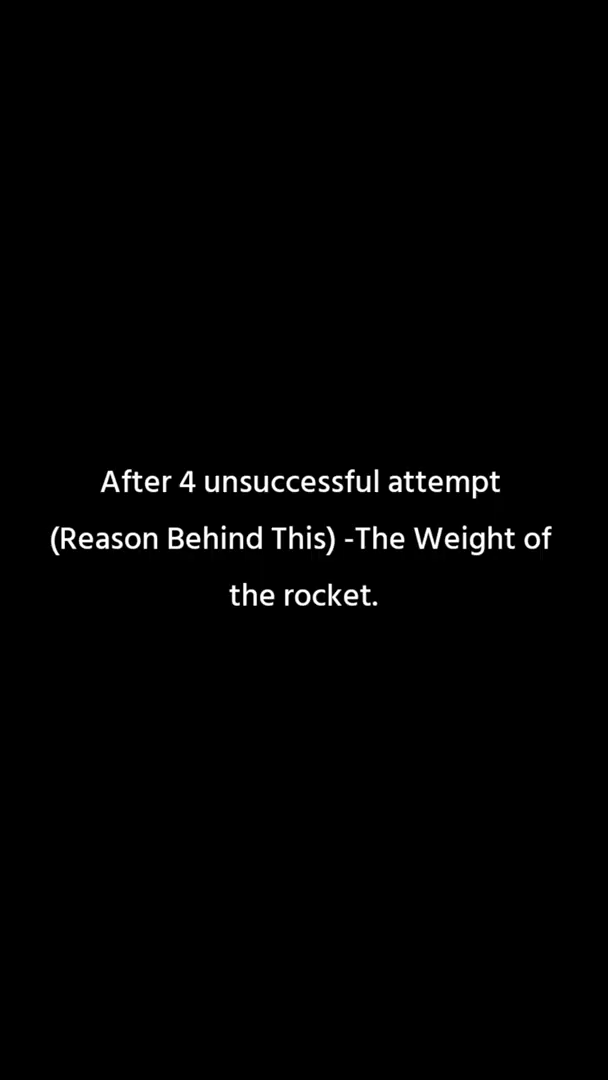 After 4 unsuccessful attempt
(Reason Behind This) -The Weight of
the rocket.